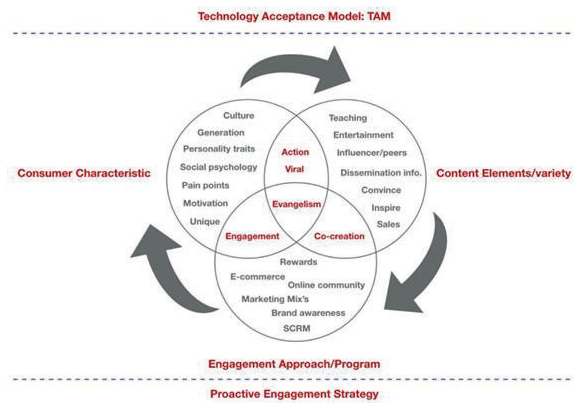 Technology Acceptance Model: TAM
Culture
Generation
Personality traits
Social psychology
Pain points
Motivation
Unique
Consumer Characteristic
Action
Viral
Evangelism
Engagement
Co-creation
Teaching
Entertainment
Influencer/peers
Dissemination info.
Convince
Inspire
Sales
Content Elements/variety
Rewards
E-commerce
Online community
Marketing Mix's
Brand awareness
SCRM
Engagement Approach/Program
Proactive Engagement Strategy